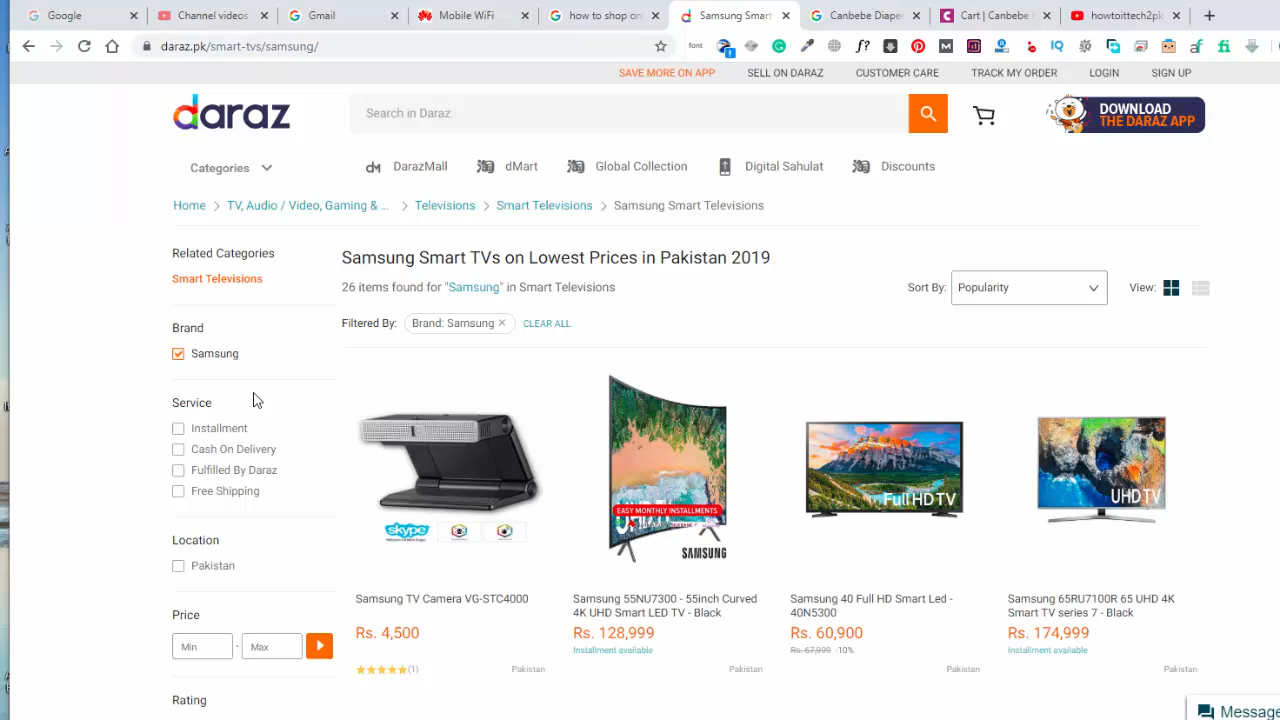 Google
Channel videos
Gmail
Mobile WiFi
how to shop on
Samsung Smart
Canbebe Diaper
Cart | Canbebe
howtoittech2pk
daraz.pk/smart-tvs/samsung/
font
SAVE MORE ON APP
SELL ON DARAZ
CUSTOMER CARE
TRACK MY ORDER
LOGIN
SIGN UP
daraz
Search in Daraz
DOWNLOAD
THE DARAZ APP
Categories
DarazMall
dMart
Global Collection
Digital Sahulat
Discounts
Home > TV, Audio / Video, Gaming & ... > Televisions > Smart Televisions > Samsung Smart Televisions
Related Categories
Smart Televisions
Brand
Samsung
Service
Installment
Cash On Delivery
Fulfilled By Daraz
Free Shipping
Location
Pakistan
Price
Min - Max
Rating
Samsung Smart TVs on Lowest Prices in Pakistan 2019
26 items found for "Samsung" in Smart Televisions
Sort By: Popularity
View:
Filtered By: Brand: Samsung × CLEAR ALL
skype
EASY MONTHLY INSTALLMENTS
SAMSUNG
Full HD TV
UHD TV
Samsung TV Camera VG-STC4000
Rs. 4,500
(1)
Pakistan
Samsung 55NU7300 - 55inch Curved
4K UHD Smart LED TV - Black
Rs. 128,999
Installment available
Pakistan
Samsung 40 Full HD Smart Led -
40N5300
Rs. 60,900
Rs. 67,999 -10%
Pakistan
Samsung 65RU7100R 65 UHD 4K
Smart TV series 7 - Black
Rs. 174,999
Installment available
Pakistan
Message